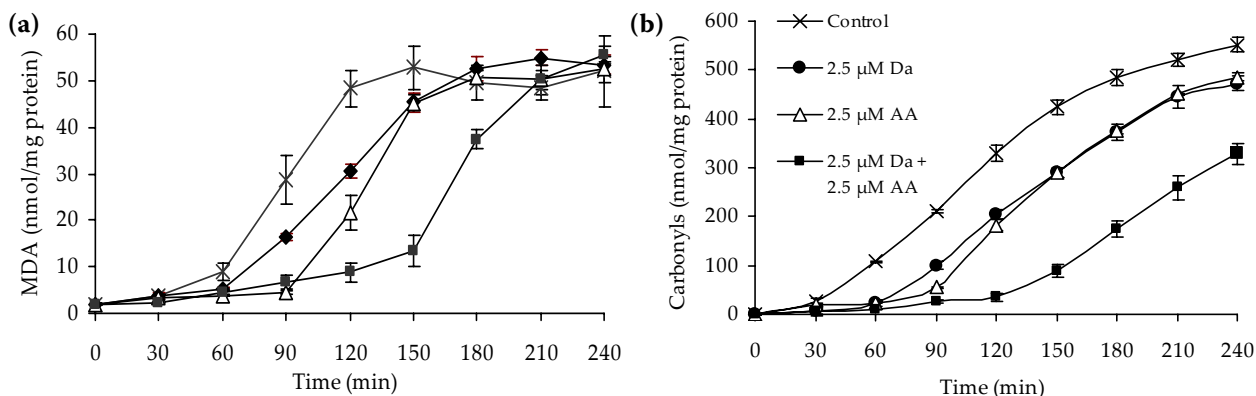 (a)
MDA (nmol/mg protein)
60
50
40
30
20
10
0
0 30 60 90 120 150 180 210 240
Time (min)
(b)
Carbonyls (nmol/mg protein)
600
500
400
300
200
100
0
Control
2.5 µM Da
2.5 µM AA
2.5 µM Da +
2.5 µM AA
0 30 60 90 120 150 180 210 240
Time (min)